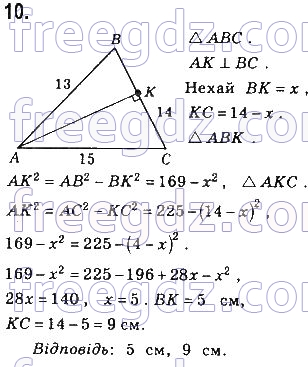 10.
B
13
K
14
A
15
C
△ ABC .
AK ⊥ BC .
Нехай BK = x ,
KC = 14 – x .
△ ABK .
AK² = AB² – BK² = 169 – x² , △ AKC .
AK² = AC² – KC² = 225 – (14 – x)² ,
169 – x² = 225 – (4 – x)² .
169 – x² = 225 – 196 + 28x – x² ,
28x = 140 , x = 5 . BK = 5 см,
KC = 14 – 5 = 9 см.
Відповідь: 5 см, 9 см.